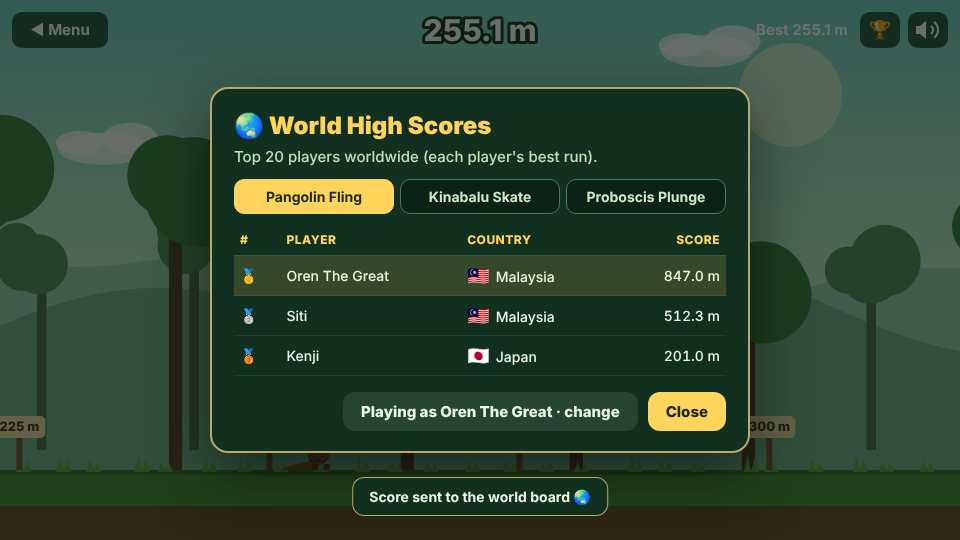 ◀ Menu
255.1 m
Best 255.1 m
World High Scores
Top 20 players worldwide (each player's best run).
Pangolin Fling
Kinabalu Skate
Proboscis Plunge
# PLAYER COUNTRY SCORE
Oren The Great Malaysia 847.0 m
Siti Malaysia 512.3 m
Kenji Japan 201.0 m
Playing as Oren The Great · change
Close
225 m
300 m
Score sent to the world board